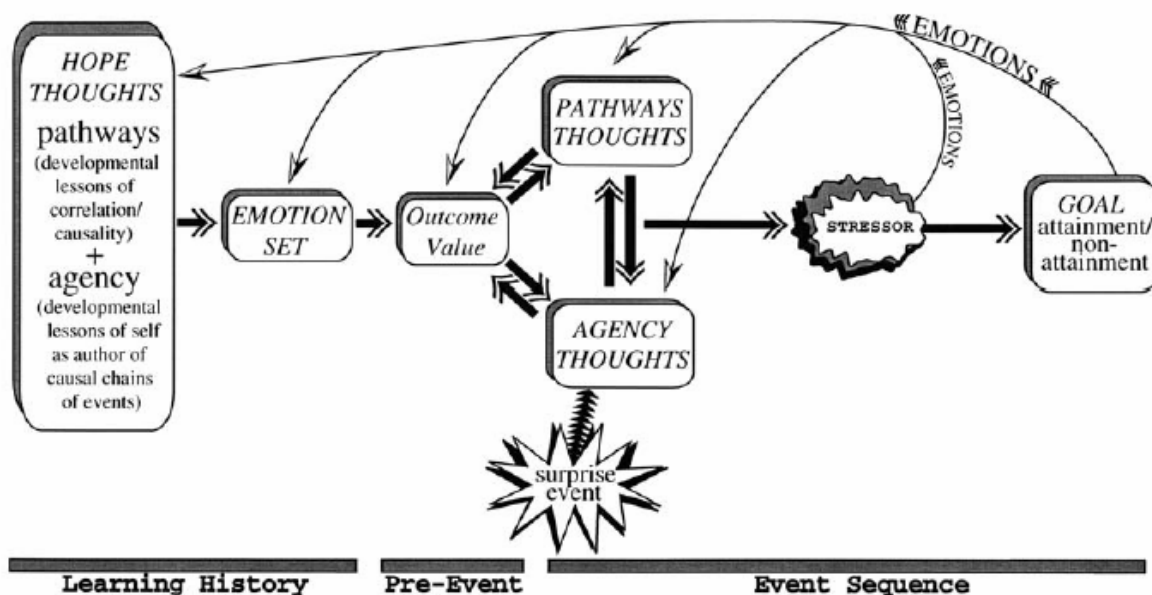 HOPE
THOUGHTS
pathways
(developmental
lessons of
correlation/
causality)
+
agency
(developmental
lessons of self
as author of
causal chains
of events)
EMOTION
SET
Outcome
Value
PATHWAYS
THOUGHTS
AGENCY
THOUGHTS
surprise
event
STRESSOR
EMOTIONS
EMOTIONS
GOAL
attainment/
non-
attainment
Learning History
Pre-Event
Event Sequence